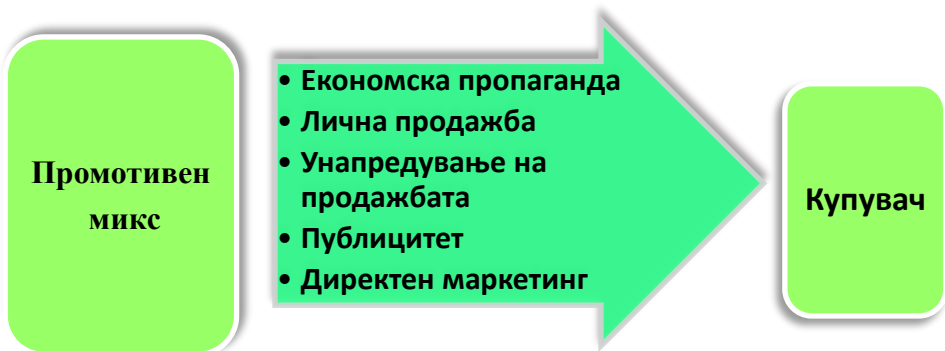 Промотивен
микс
• Економска пропаганда
• Лична продажба
• Унапредување на
продажбата
• Публицитет
• Директен маркетинг
Купувач